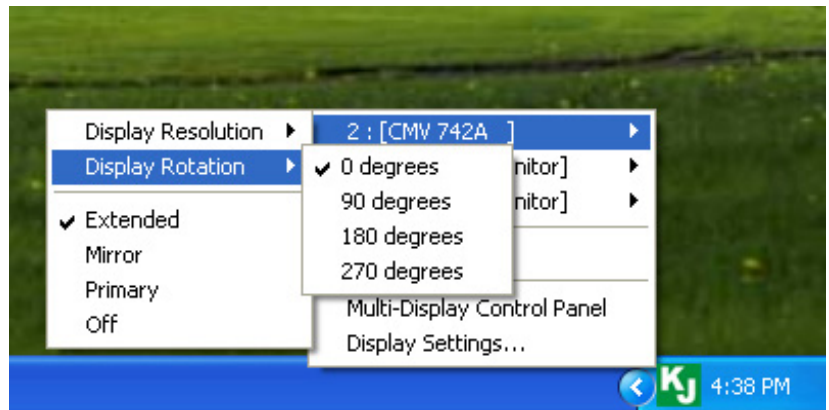 Display Resolution
Display Rotation
Extended
Mirror
Primary
Off
0 degrees
90 degrees
180 degrees
270 degrees
2 : [CMV 742A ]
nitor]
nitor]
Multi-Display Control Panel
Display Settings...
KJ
4:38 PM